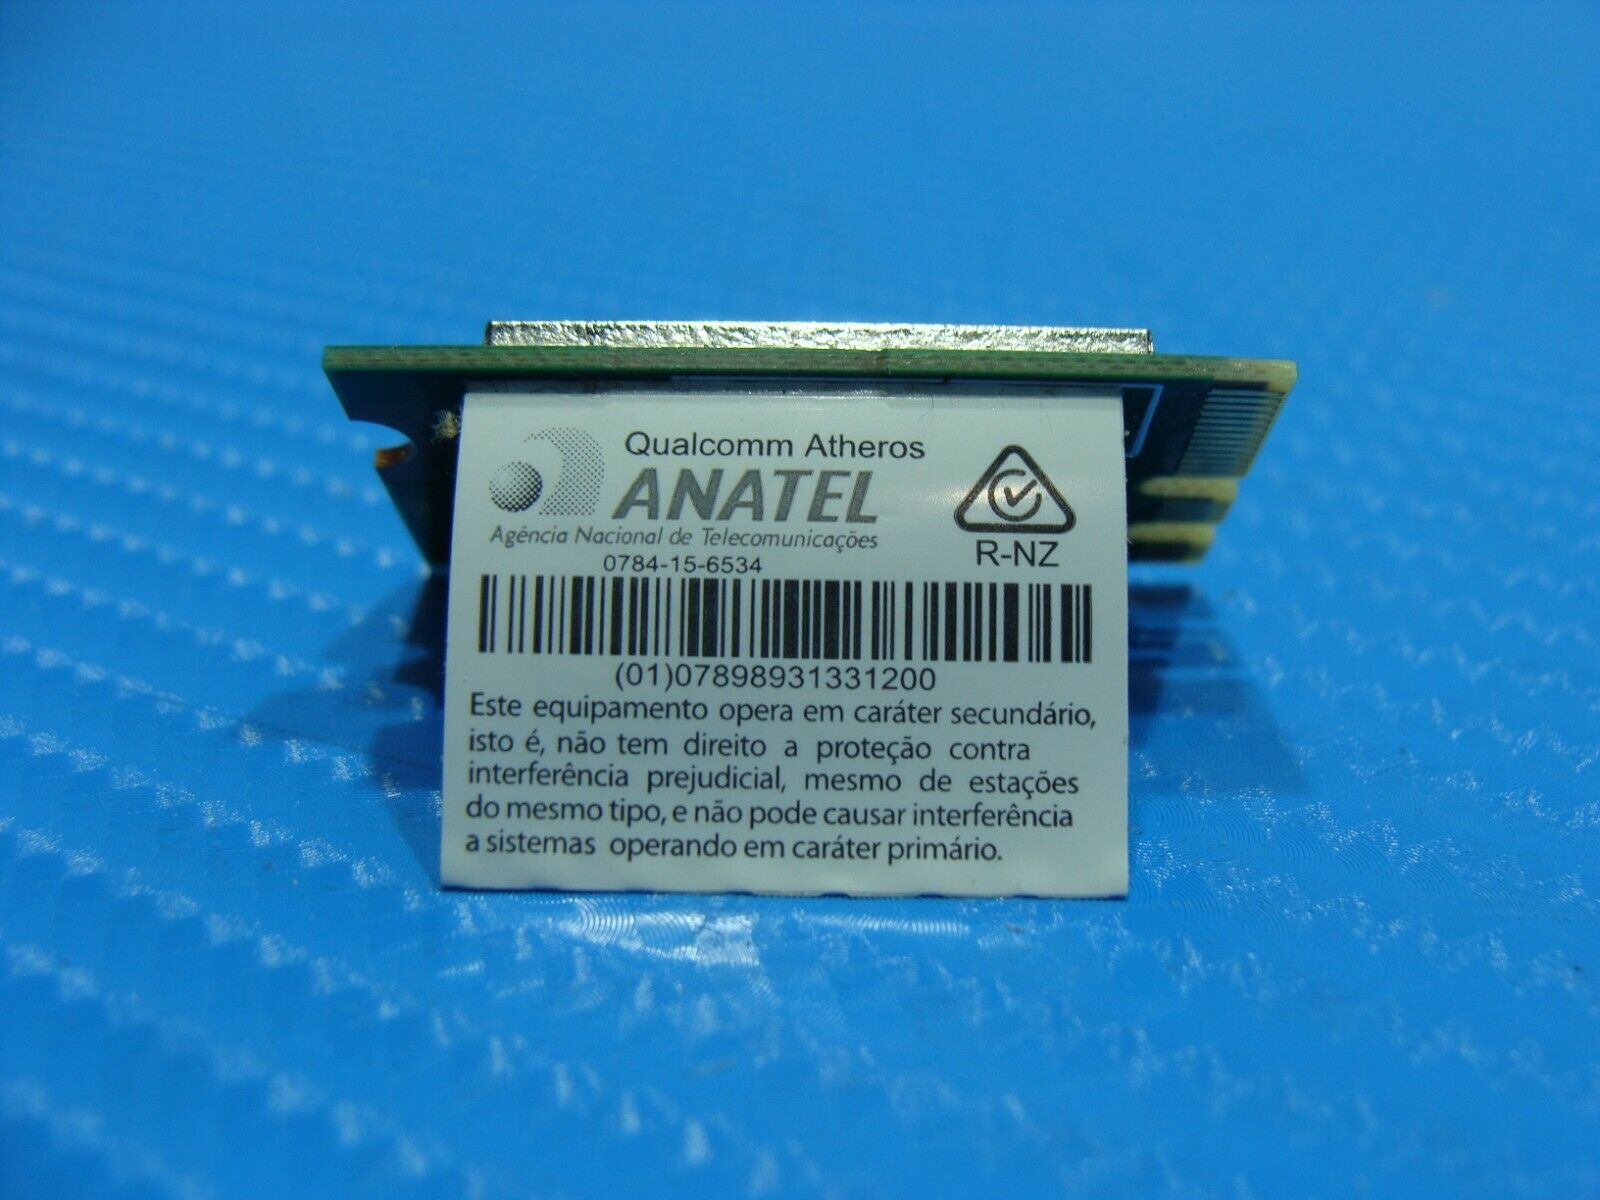 Qualcomm Atheros
ANATEL
Agência Nacional de Telecomunicações
0784-15-6534
R-NZ
(01)07898931331200
Este equipamento opera em caráter secundário,
isto é, não tem direito a proteção contra
interferência prejudicial, mesmo de estações
do mesmo tipo, e não pode causar interferência
a sistemas operando em caráter primário.